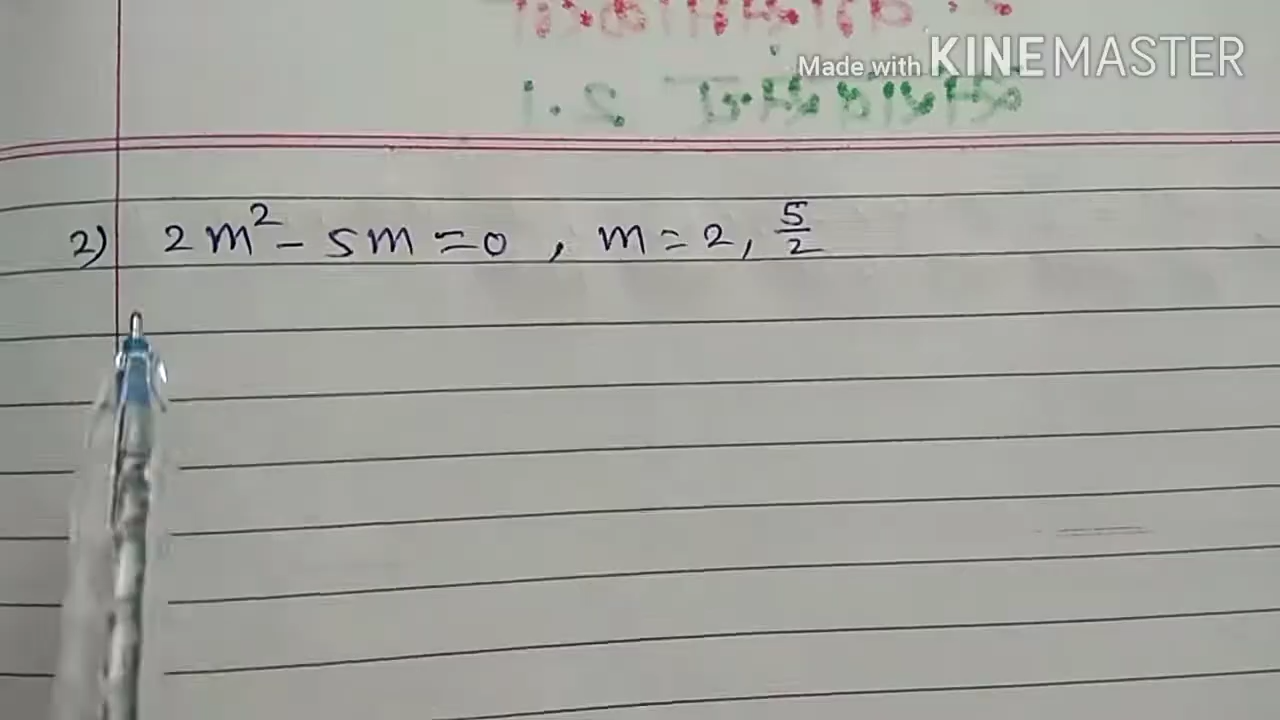 Made with KINEMASTER
2) 2m² - 5m = 0 , m = 2, 5/2